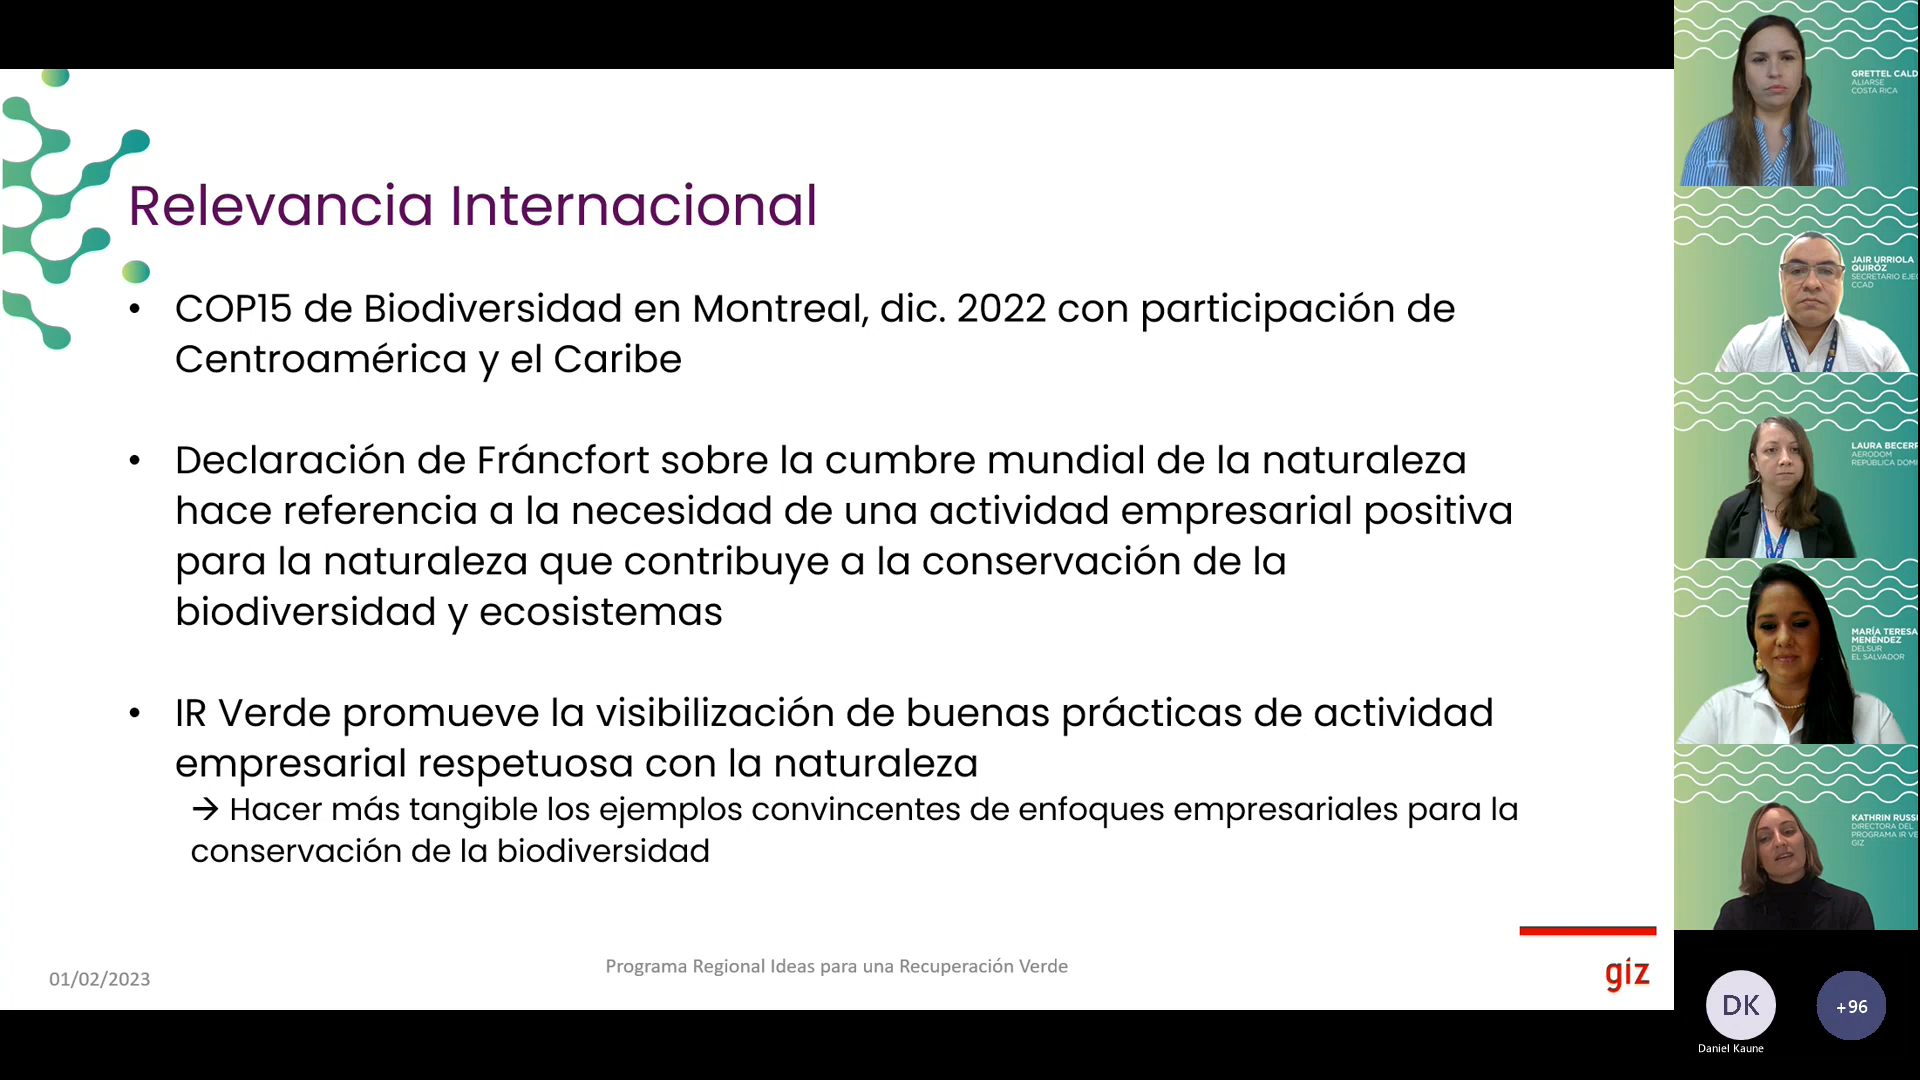 Relevancia Internacional
• COP15 de Biodiversidad en Montreal, dic. 2022 con participación de
Centroamérica y el Caribe
• Declaración de Fráncfort sobre la cumbre mundial de la naturaleza
hace referencia a la necesidad de una actividad empresarial positiva
para la naturaleza que contribuye a la conservación de la
biodiversidad y ecosistemas
• IR Verde promueve la visibilización de buenas prácticas de actividad
empresarial respetuosa con la naturaleza
→ Hacer más tangible los ejemplos convincentes de enfoques empresariales para la
conservación de la biodiversidad
01/02/2023
Programa Regional Ideas para una Recuperación Verde
giz
GRETTEL CALD
ALIARSE
COSTA RICA
JAIR URRIOLA
QUIRÓZ
SECRETARIO EJE
CCAD
LAURA BECER
AERODOM
REPÚBLICA DOMI
MARÍA TERESA
MENÉNDEZ
DELSUR
EL SALVADOR
KATHRIN RUSS
DIRECTORA DEL
PROGRAMA IR VE
GIZ
DK
Daniel Kaune
+96